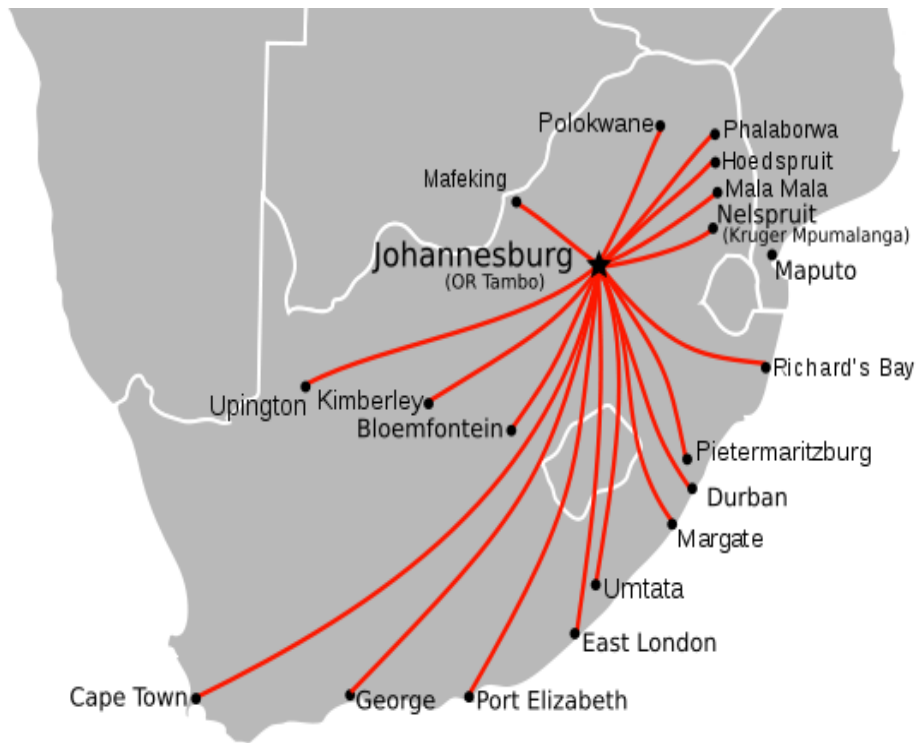 Polokwane
Phalaborwa
Hoedspruit
Mafeking
Mala Mala
Nelspruit
(Kruger Mpumalanga)
Johannesburg
(OR Tambo)
Maputo
Richard's Bay
Upington
Kimberley
Bloemfontein
Pietermaritzburg
Durban
Margate
Umtata
East London
Cape Town
George
Port Elizabeth